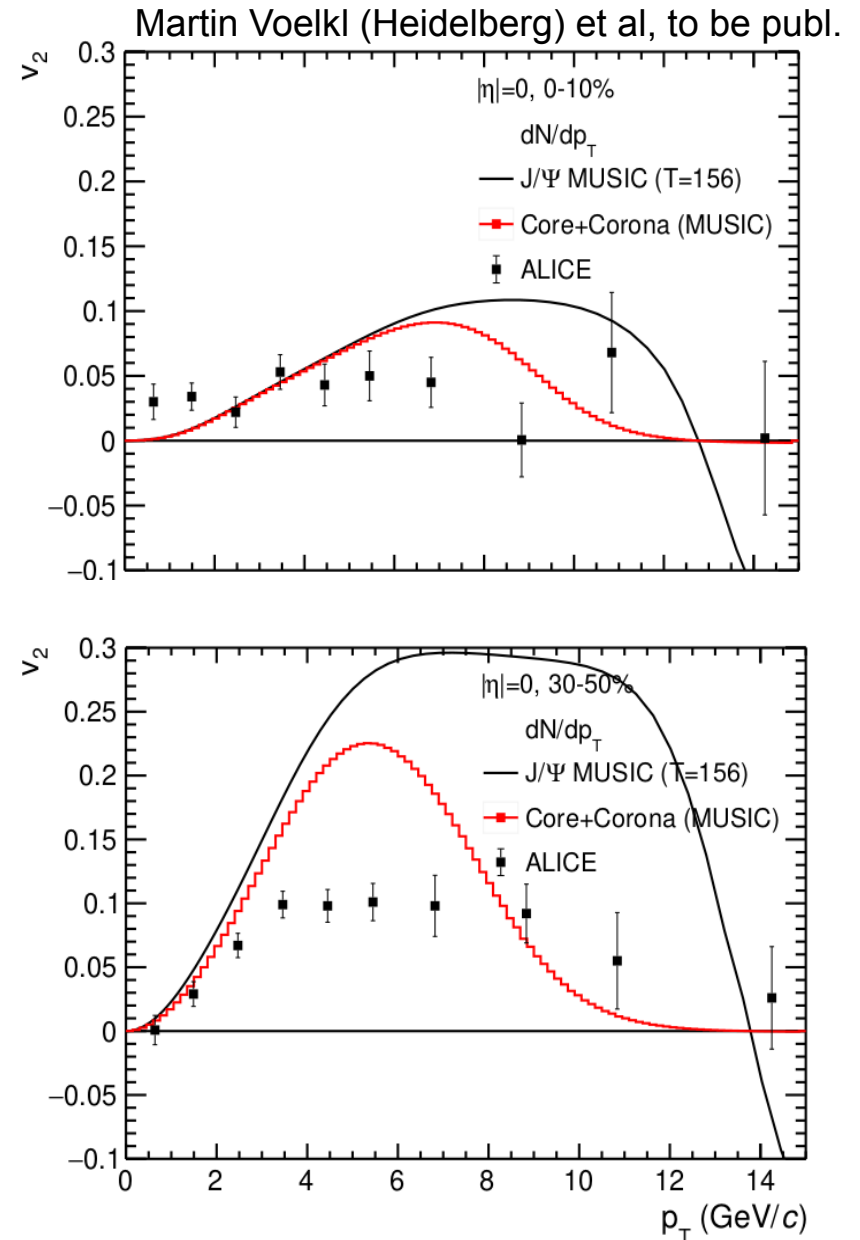 Martin Voelkl (Heidelberg) et al, to be publ.
v₂
0.3
0.25
0.2
0.15
0.1
0.05
0
−0.05
−0.1
|η|=0, 0-10%
dN/dp_T
J/Ψ MUSIC (T=156)
Core+Corona (MUSIC)
ALICE
v₂
0.3
0.25
0.2
0.15
0.1
0.05
0
−0.05
−0.1
|η|=0, 30-50%
dN/dp_T
J/Ψ MUSIC (T=156)
Core+Corona (MUSIC)
ALICE
0 2 4 6 8 10 12 14
p_T (GeV/c)